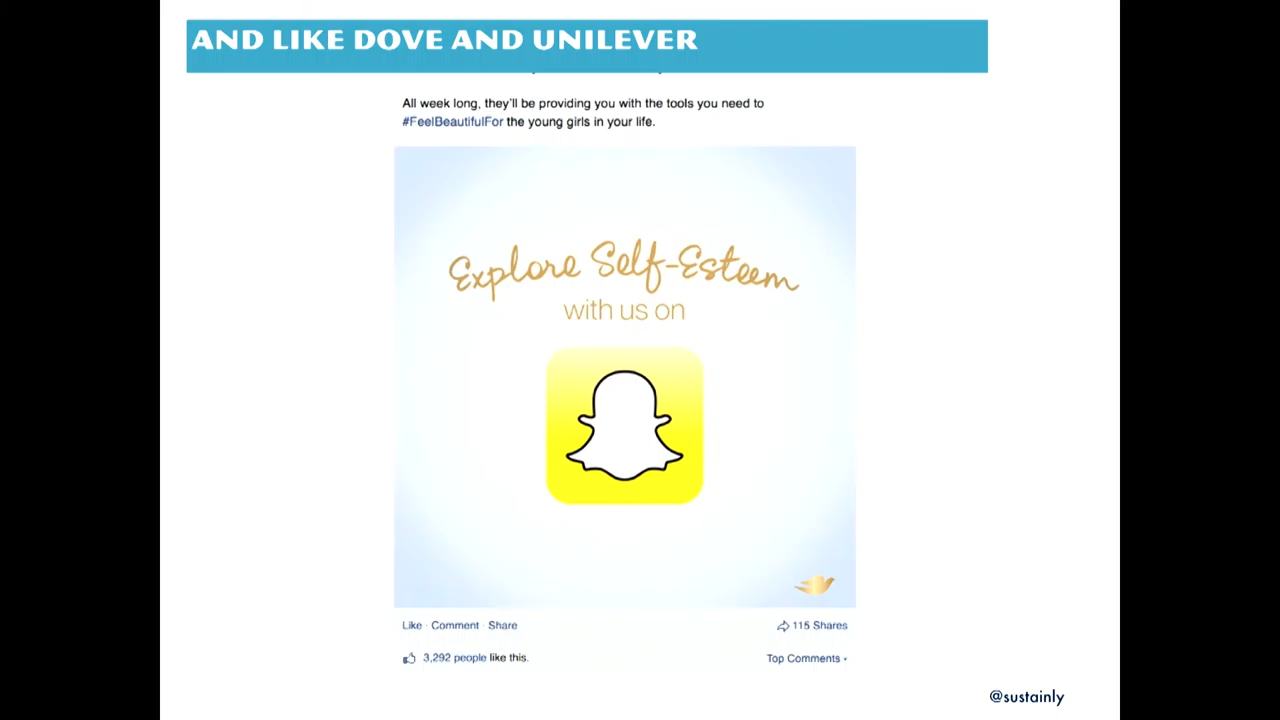 AND LIKE DOVE AND UNILEVER
All week long, they'll be providing you with the tools you need to
#FeelBeautifulFor the young girls in your life.
Explore Self-Esteem
with us on
Like · Comment · Share
115 Shares
3,292 people like this.
Top Comments
@sustainly